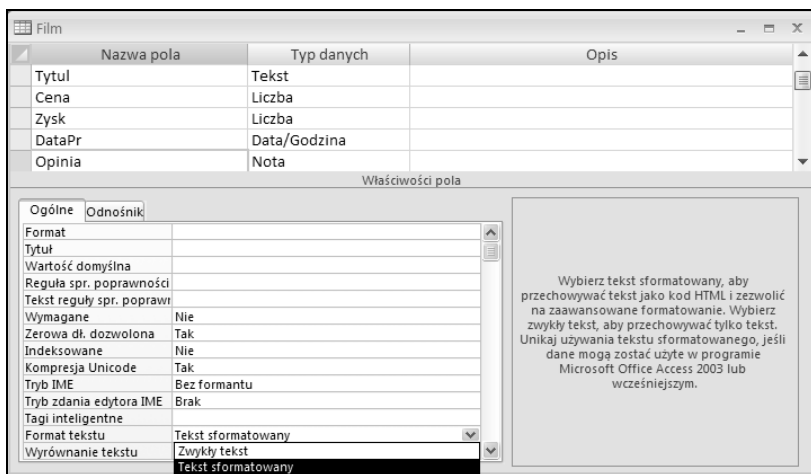 Film
Nazwa pola Typ danych Opis
Tytul Tekst
Cena Liczba
Zysk Liczba
DataPr Data/Godzina
Opinia Nota
Właściwości pola
Ogólne Odnośnik
Format
Tytuł
Wartość domyślna
Reguła spr. poprawności
Tekst reguły spr. poprawn
Wymagane Nie
Zerowa dł. dozwolona Tak
Indeksowane Nie
Kompresja Unicode Tak
Tryb IME Bez formantu
Tryb zdania edytora IME Brak
Tagi inteligentne
Format tekstu Tekst sformatowany
Wyrównanie tekstu Zwykły tekst
Tekst sformatowany
Wybierz tekst sformatowany, aby
przechowywać tekst jako kod HTML i zezwolić
na zaawansowane formatowanie. Wybierz
zwykły tekst, aby przechowywać tylko tekst.
Unikaj używania tekstu sformatowanego, jeśli
dane mogą zostać użyte w programie
Microsoft Office Access 2003 lub
wcześniejszym.